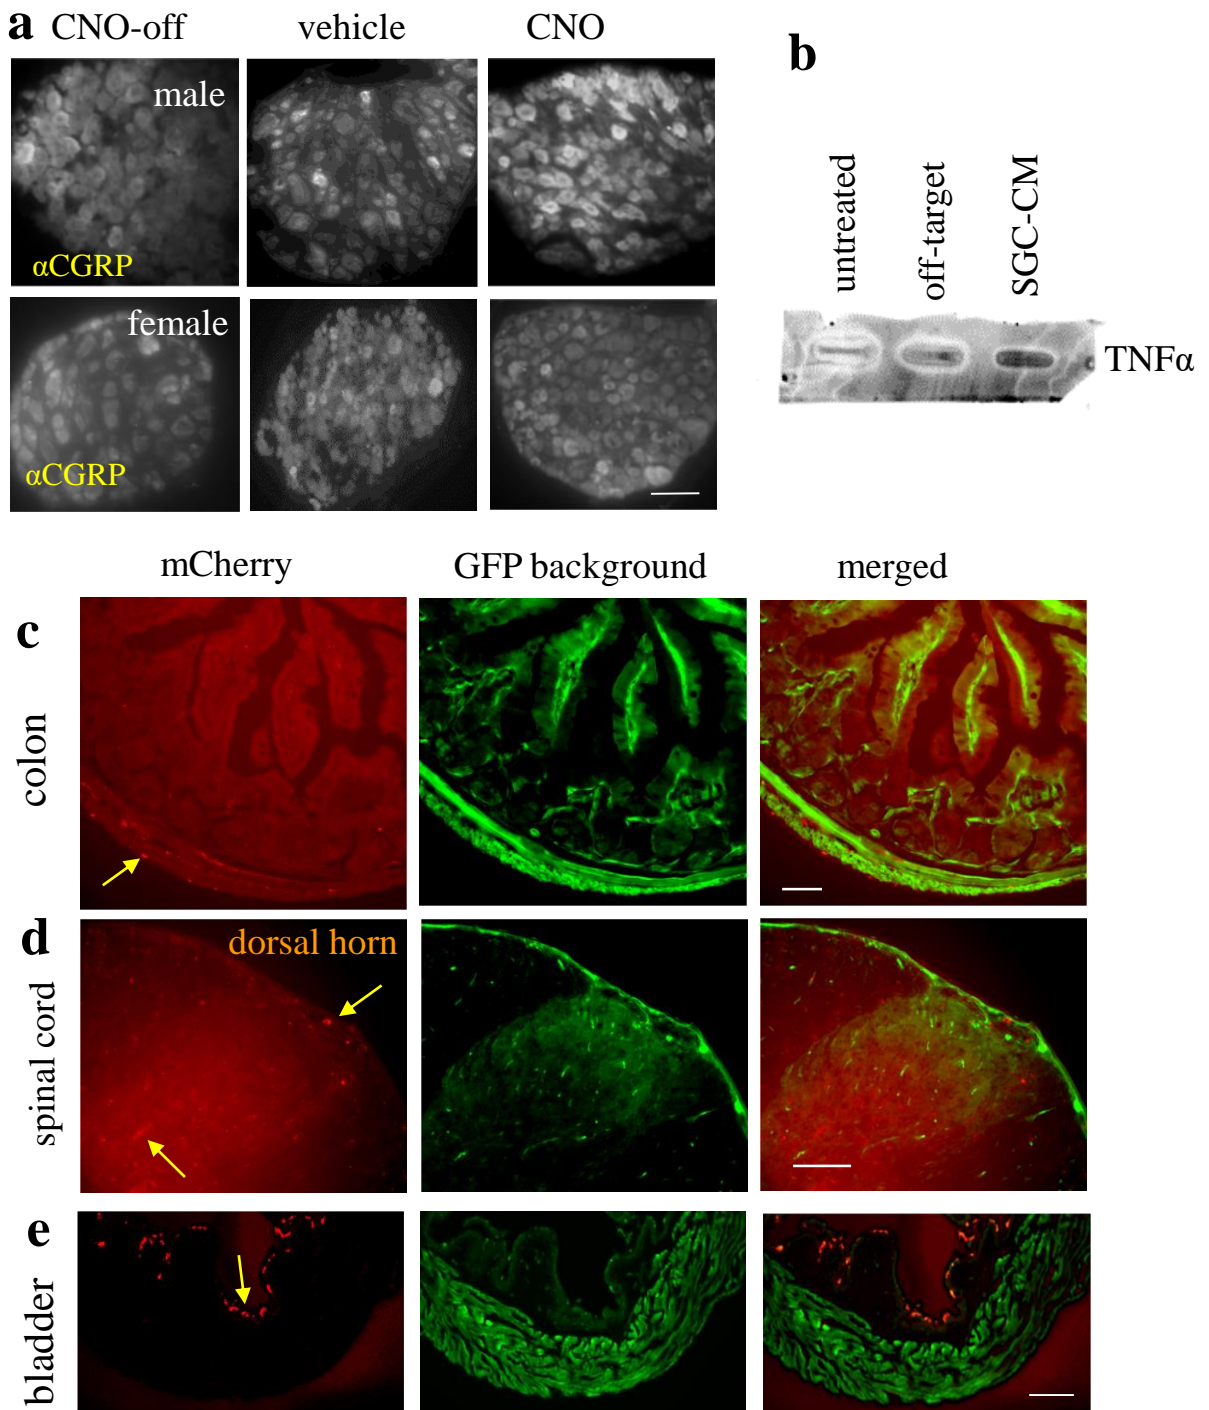 a CNO-off vehicle CNO
male
αCGRP
female
αCGRP
b
untreated
off-target
SGC-CM
TNFα
mCherry GFP background merged
c
colon
d
dorsal horn
spinal cord
e
bladder